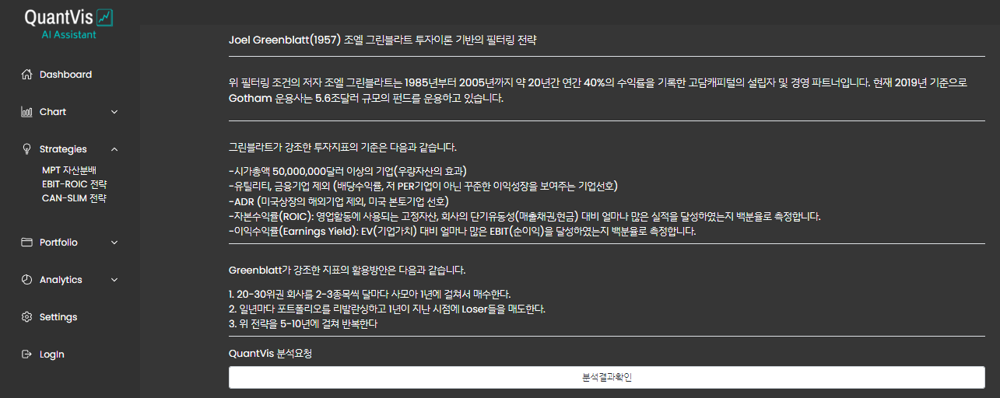 QuantVis
AI Assistant
Dashboard
Chart
Strategies
MPT 자산분배
EBIT-ROIC 전략
CAN-SLIM 전략
Portfolio
Analytics
Settings
Login
Joel Greenblatt(1957) 조엘 그린블라트 투자이론 기반의 필터링 전략
위 필터링 조건의 저자 조엘 그린블라트는 1985년부터 2005년까지 약 20년간 연간 40%의 수익률을 기록한 고담캐피털의 설립자 및 경영 파트너입니다. 현재 2019년 기준으로
Gotham 운용사는 5.6조달러 규모의 펀드를 운용하고 있습니다.
그린블라트가 강조한 투자지표의 기준은 다음과 같습니다.
-시가총액 50,000,000달러 이상의 기업(우량자산의 효과)
-유틸리티, 금융기업 제외 (배당수익률, 저 PER기업이 아닌 꾸준한 이익성장을 보여주는 기업선호)
-ADR (미국상장의 해외기업 제외, 미국 본토기업 선호)
-자본수익률(ROIC): 영업활동에 사용되는 고정자산, 회사의 단기유동성(매출채권,현금) 대비 얼마나 많은 실적을 달성하였는지 백분율로 측정합니다.
-이익수익률(Earnings Yield): EV(기업가치) 대비 얼마나 많은 EBIT(순이익)을 달성하였는지 백분율로 측정합니다.
Greenblatt가 강조한 지표의 활용방안은 다음과 같습니다.
1. 20-30위권 회사를 2-3종목씩 달마다 사모아 1년에 걸쳐서 매수한다.
2. 일년마다 포트폴리오를 리발란싱하고 1년이 지난 시점에 Loser들을 매도한다.
3. 위 전략을 5-10년에 걸쳐 반복한다
QuantVis 분석요청
분석결과확인